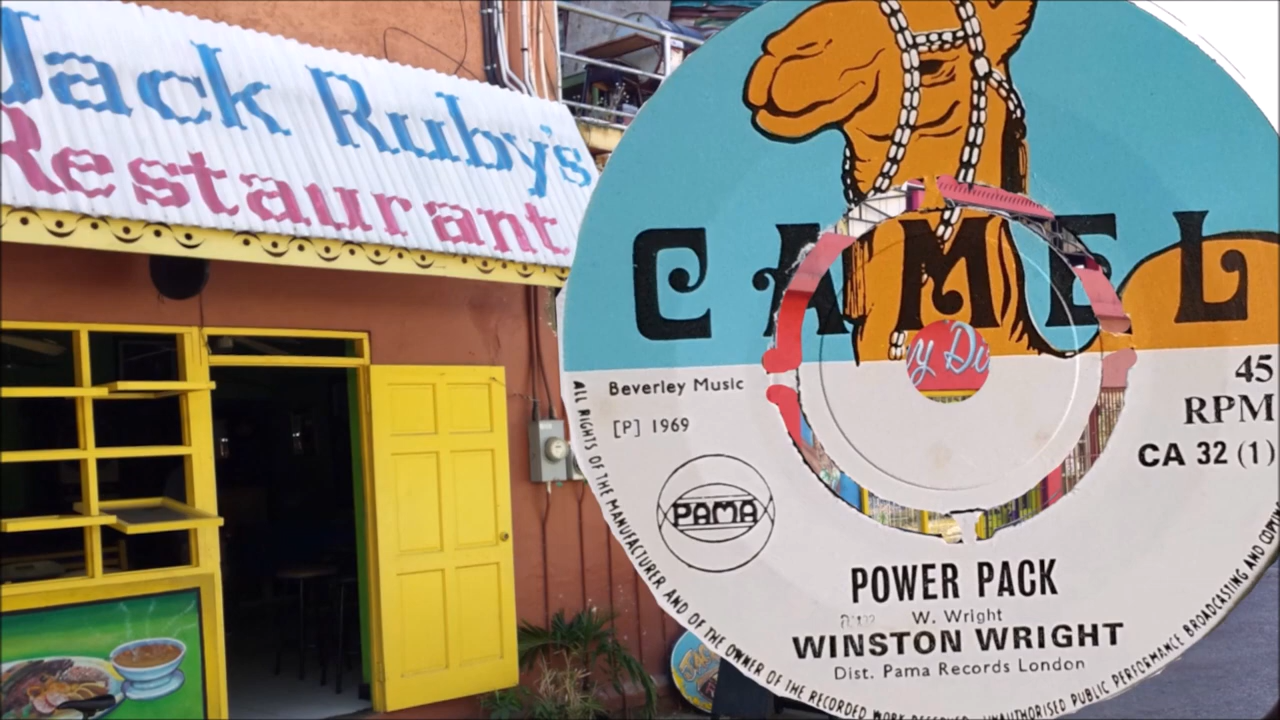 Jack Ruby's
Restaurant
CAMEL
Beverley Music
[P] 1969
45
RPM
CA 32 (1)
PAMA
POWER PACK
W. Wright
WINSTON WRIGHT
Dist. Pama Records London
ALL RIGHTS OF THE MANUFACTURER AND OF THE OWNER OF THE RECORDED WORK RESERVED UNAUTHORISED PUBLIC PERFORMANCE BROADCASTING AND